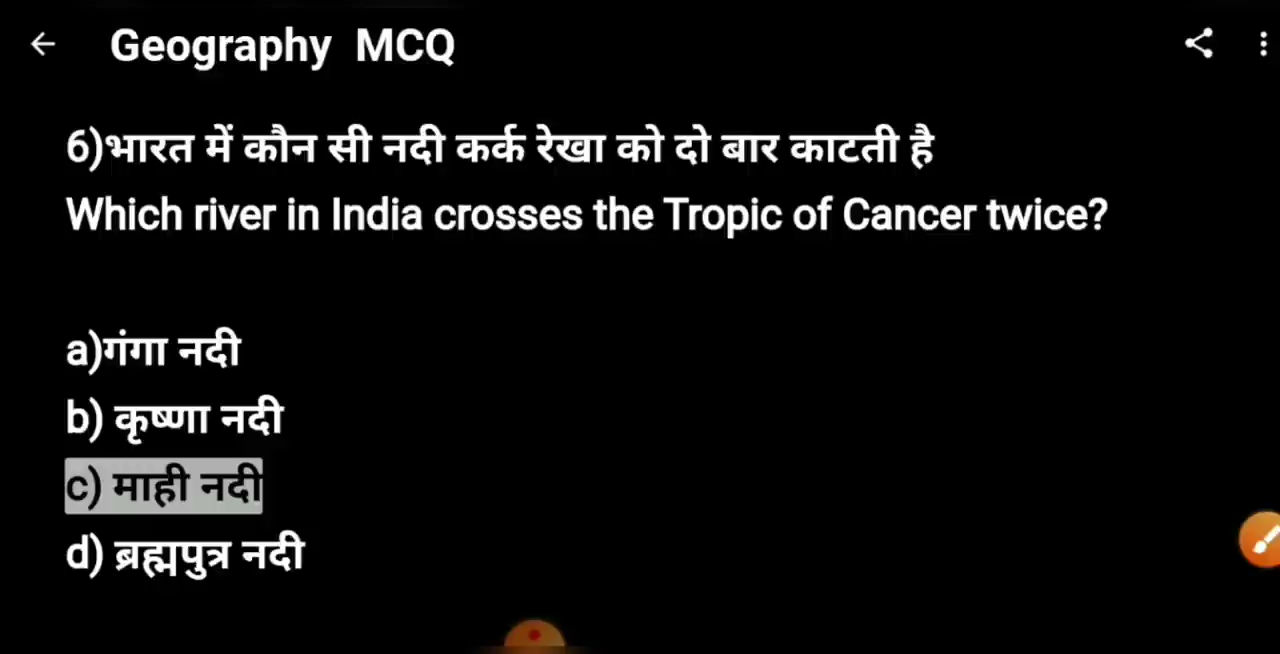 Geography MCQ
6)भारत में कौन सी नदी कर्क रेखा को दो बार काटती है
Which river in India crosses the Tropic of Cancer twice?
a)गंगा नदी
b) कृष्णा नदी
c) माही नदी
d) ब्रह्मपुत्र नदी